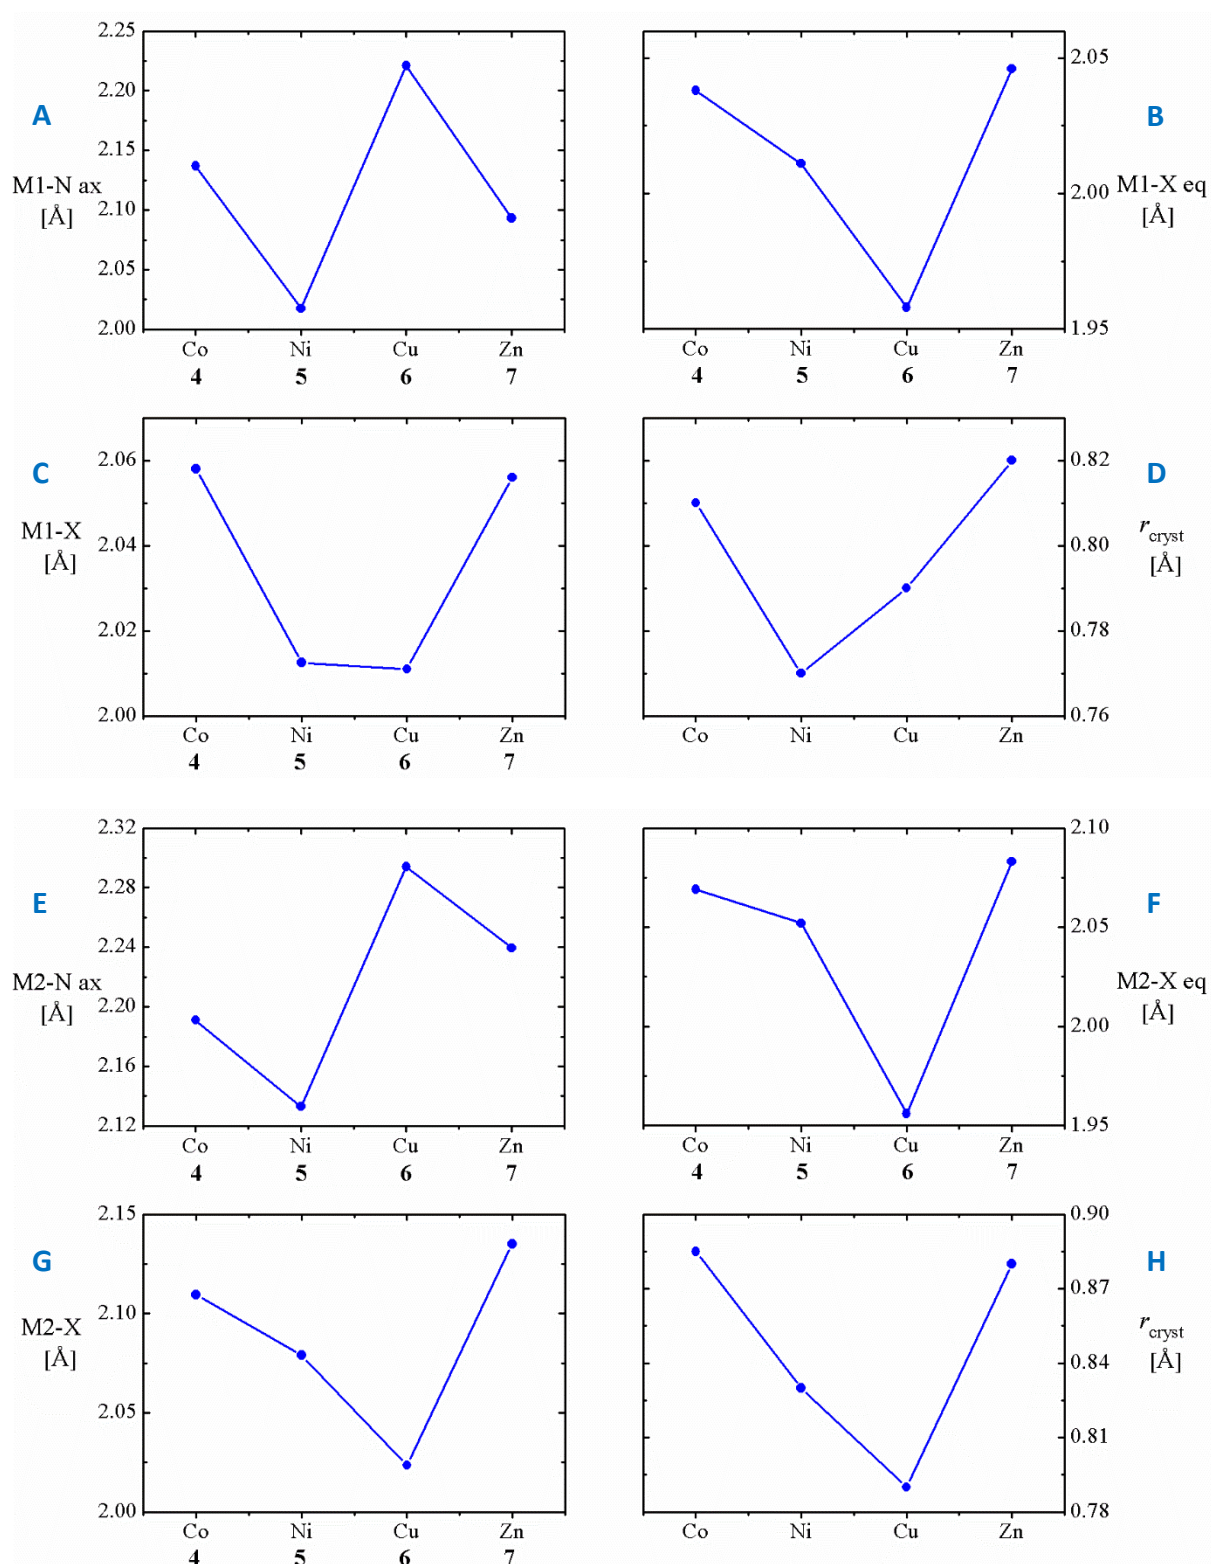 A
M1-N ax
[Å]
2.25
2.20
2.15
2.10
2.05
2.00
Co Ni Cu Zn
4 5 6 7
B
M1-X eq
[Å]
2.05
2.00
1.95
Co Ni Cu Zn
4 5 6 7
C
M1-X
[Å]
2.06
2.04
2.02
2.00
Co Ni Cu Zn
4 5 6 7
D
rcryst
[Å]
0.82
0.80
0.78
0.76
Co Ni Cu Zn
E
M2-N ax
[Å]
2.32
2.28
2.24
2.20
2.16
2.12
Co Ni Cu Zn
4 5 6 7
F
M2-X eq
[Å]
2.10
2.05
2.00
1.95
Co Ni Cu Zn
4 5 6 7
G
M2-X
[Å]
2.15
2.10
2.05
2.00
Co Ni Cu Zn
4 5 6 7
H
rcryst
[Å]
0.90
0.87
0.84
0.81
0.78
Co Ni Cu Zn